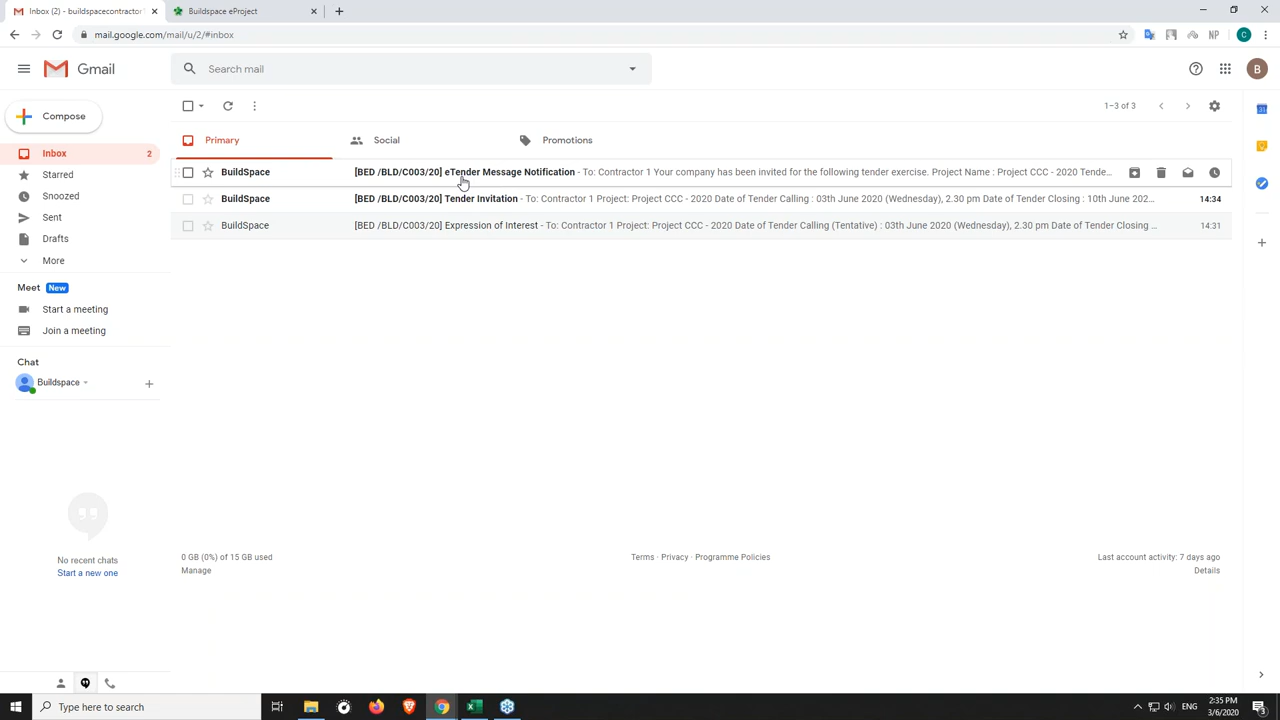 Inbox (2) - buildspacecontractor1
Buildspace eProject
mail.google.com/mail/u/2/#inbox
NP
C
Gmail
Search mail
B
Compose
1–3 of 3
31
Inbox
2
Primary
Social
Promotions
Starred
BuildSpace
[BED /BLD/C003/20] eTender Message Notification - To: Contractor 1 Your company has been invited for the following tender exercise. Project Name : Project CCC - 2020 Tende...
Snoozed
BuildSpace
[BED /BLD/C003/20] Tender Invitation - To: Contractor 1 Project: Project CCC - 2020 Date of Tender Calling : 03th June 2020 (Wednesday), 2.30 pm Date of Tender Closing : 10th June 202...
14:34
Sent
BuildSpace
[BED /BLD/C003/20] Expression of Interest - To: Contractor 1 Project: Project CCC - 2020 Date of Tender Calling (Tentative) : 03th June 2020 (Wednesday), 2.30 pm Date of Tender Closing ...
14:31
Drafts
More
Meet New
Start a meeting
Join a meeting
Chat
Buildspace
No recent chats
Start a new one
0 GB (0%) of 15 GB used
Manage
Terms · Privacy · Programme Policies
Last account activity: 7 days ago
Details
Type here to search
ENG
2:35 PM
3/6/2020
3